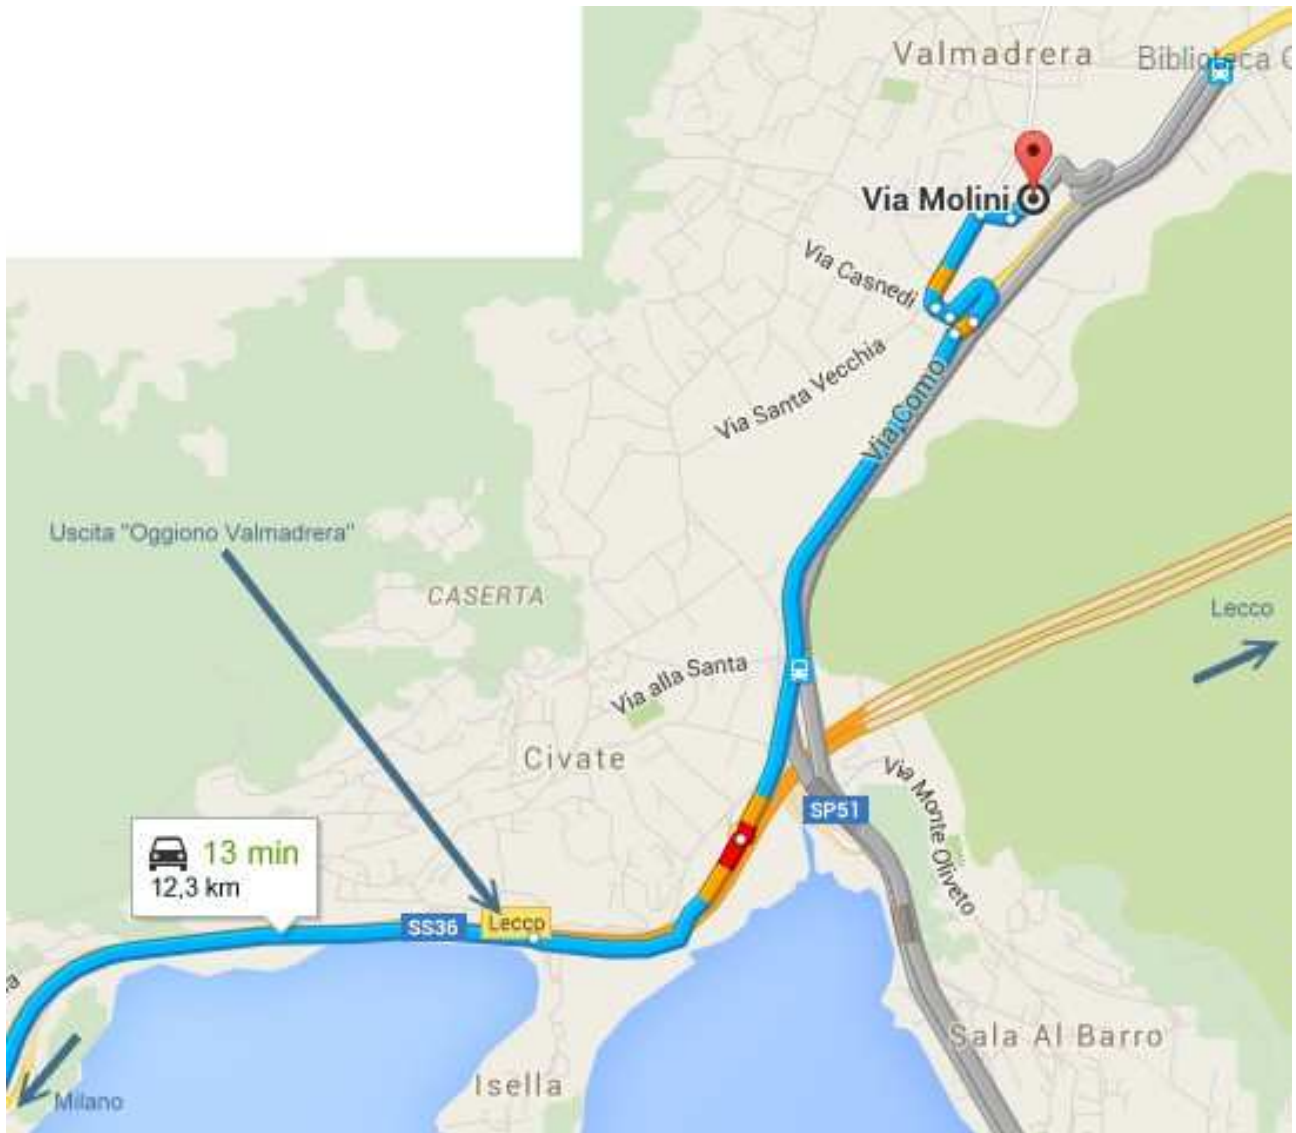 Valmadrera
Biblioteca C
Via Molini
Via Casnedi
Via Santa Vecchia
Via Como
Uscita "Oggiono Valmadrera"
CASERTA
Lecco
Via alla Santa
Civate
Via Monte Oliveto
SP51
13 min
12,3 km
SS36
Lecco
Sala Al Barro
Isella
Milano